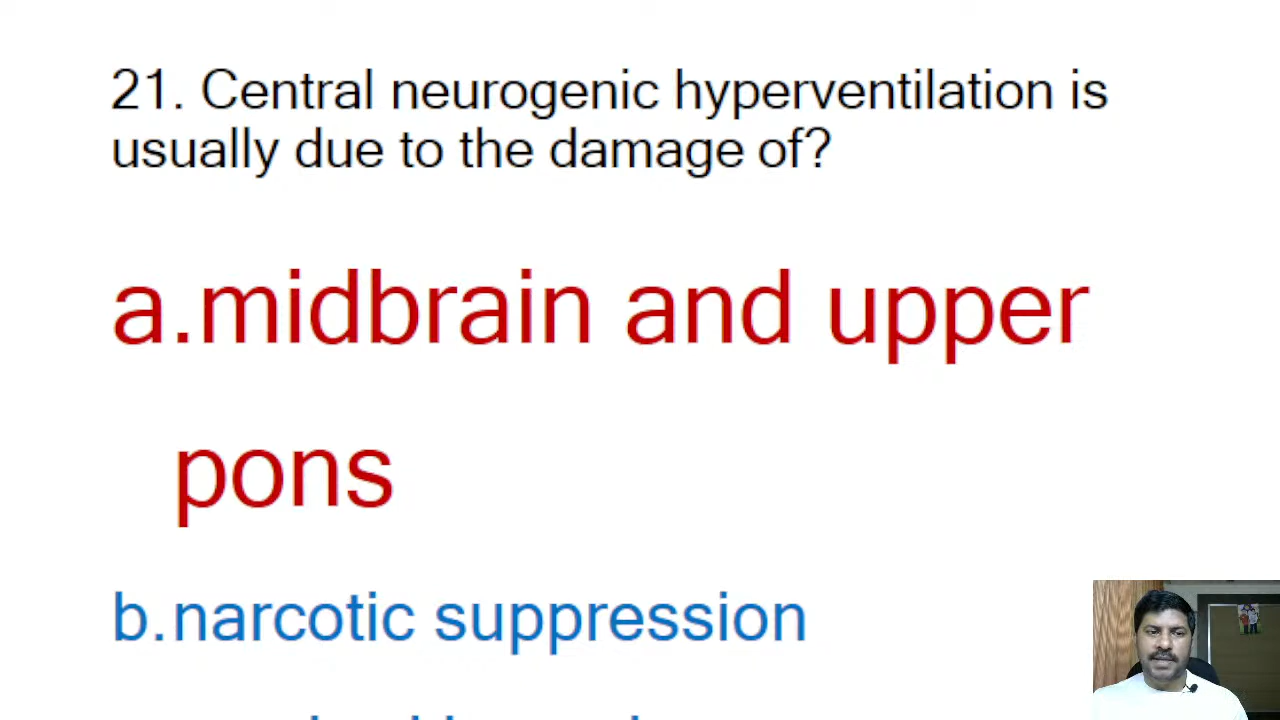 21. Central neurogenic hyperventilation is
usually due to the damage of?
a.midbrain and upper
pons
b.narcotic suppression